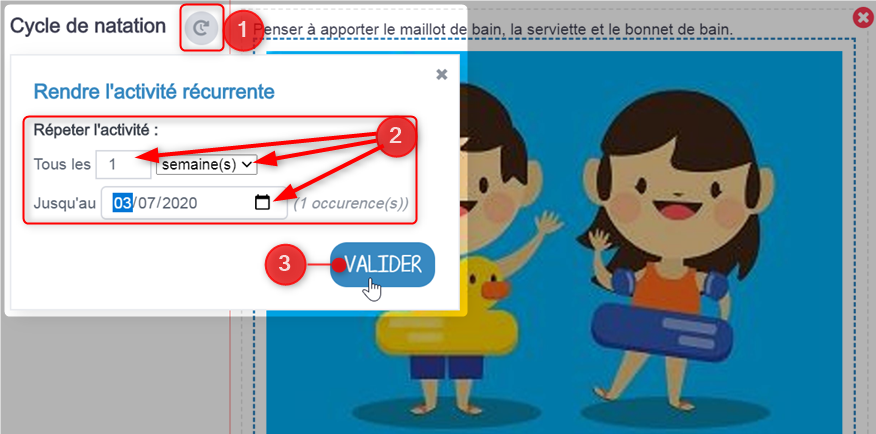 Cycle de natation
1
Penser à apporter le maillot de bain, la serviette et le bonnet de bain.
Rendre l'activité récurrente
Répeter l'activité :
2
Tous les 1 semaine(s)
Jusqu'au 03/07/2020 (1 occurence(s))
3
VALIDER